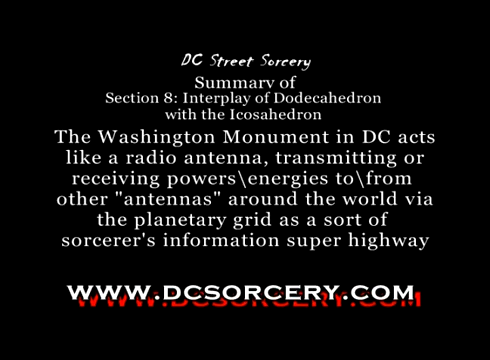 DC Street Sorcery
Summary of
Section 8: Interplay of Dodecahedron
with the Icosahedron
The Washington Monument in DC acts
like a radio antenna, transmitting or
receiving powers\energies to\from
other "antennas" around the world via
the planetary grid as a sort of
sorcerer's information super highway
WWW.DCSORCERY.COM